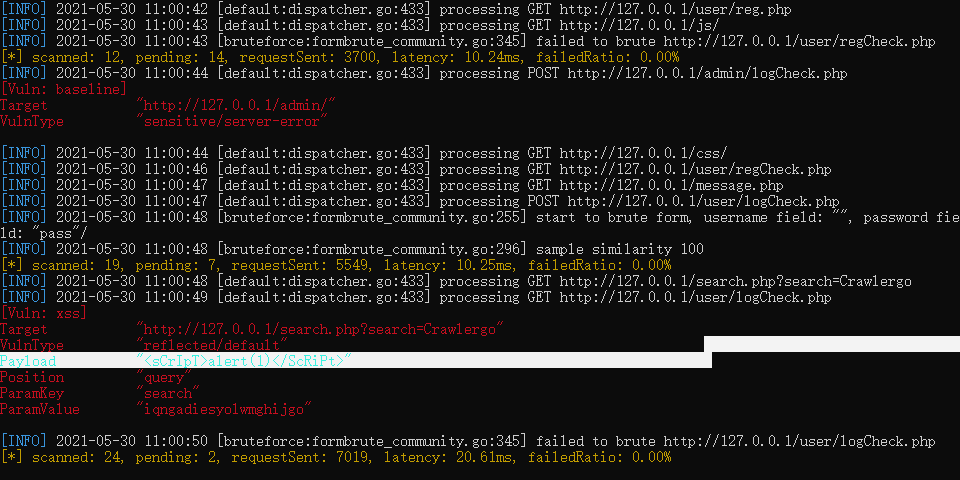 [INFO] 2021-05-30 11:00:42 [default:dispatcher.go:433] processing GET http://127.0.0.1/user/reg.php
[INFO] 2021-05-30 11:00:43 [default:dispatcher.go:433] processing GET http://127.0.0.1/js/
[INFO] 2021-05-30 11:00:43 [bruteforce:formbrute_community.go:345] failed to brute http://127.0.0.1/user/regCheck.php
[*] scanned: 12, pending: 14, requestSent: 3700, latency: 10.24ms, failedRatio: 0.00%
[INFO] 2021-05-30 11:00:44 [default:dispatcher.go:433] processing POST http://127.0.0.1/admin/logCheck.php
[Vuln: baseline]
Target "http://127.0.0.1/admin/"
VulnType "sensitive/server-error"
[INFO] 2021-05-30 11:00:44 [default:dispatcher.go:433] processing GET http://127.0.0.1/css/
[INFO] 2021-05-30 11:00:46 [default:dispatcher.go:433] processing GET http://127.0.0.1/user/regCheck.php
[INFO] 2021-05-30 11:00:47 [default:dispatcher.go:433] processing GET http://127.0.0.1/message.php
[INFO] 2021-05-30 11:00:47 [default:dispatcher.go:433] processing POST http://127.0.0.1/user/logCheck.php
[INFO] 2021-05-30 11:00:48 [bruteforce:formbrute_community.go:255] start to brute form, username field: "", password fie
ld: "pass"/
[INFO] 2021-05-30 11:00:48 [bruteforce:formbrute_community.go:296] sample similarity 100
[*] scanned: 19, pending: 7, requestSent: 5549, latency: 10.25ms, failedRatio: 0.00%
[INFO] 2021-05-30 11:00:48 [default:dispatcher.go:433] processing GET http://127.0.0.1/search.php?search=Crawlergo
[INFO] 2021-05-30 11:00:49 [default:dispatcher.go:433] processing GET http://127.0.0.1/user/logCheck.php
[Vuln: xss]
Target "http://127.0.0.1/search.php?search=Crawlergo"
VulnType "reflected/default"
Payload "<sCrIpT>alert(1)</ScRiPt>"
Position "query"
ParamKey "search"
ParamValue "iqngadiesyolwmghijgo"
[INFO] 2021-05-30 11:00:50 [bruteforce:formbrute_community.go:345] failed to brute http://127.0.0.1/user/logCheck.php
[*] scanned: 24, pending: 2, requestSent: 7019, latency: 20.61ms, failedRatio: 0.00%